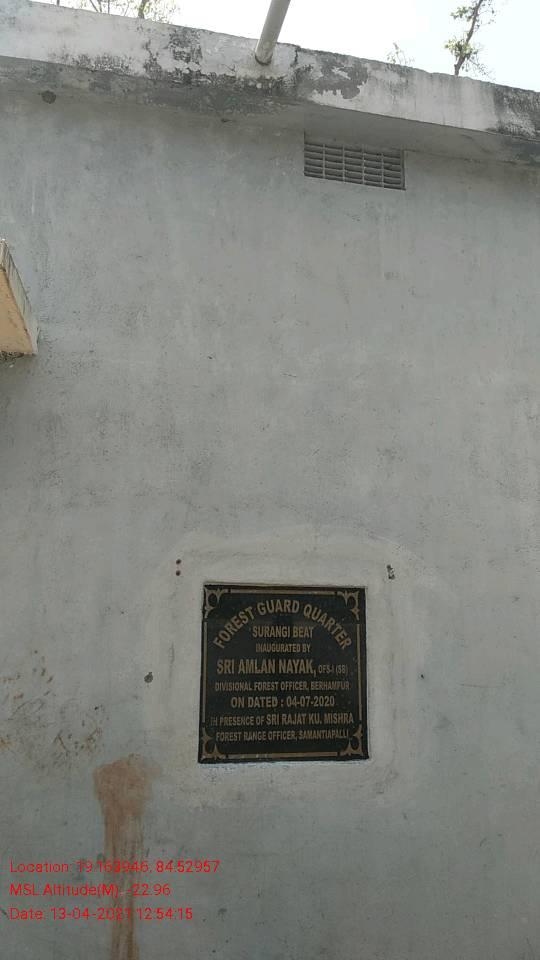 FOREST GUARD QUARTER
SURANGI BEAT
INAUGURATED BY
SRI AMLAN NAYAK, OFS-I (SB)
DIVISIONAL FOREST OFFICER, BERHAMPUR
ON DATED : 04-07-2020
IN PRESENCE OF SRI RAJAT KU. MISHRA
FOREST RANGE OFFICER, SAMANTIAPALLI
Location: 19.163946, 84.52957
MSL Altitude(M): -22.96
Date: 13-04-2021 12:54:15